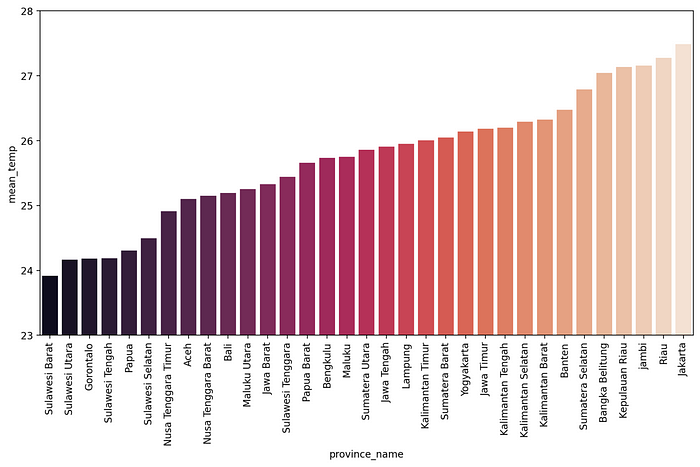 28
27
26
25
24
23
mean_temp
Sulawesi Barat
Sulawesi Utara
Gorontalo
Sulawesi Tengah
Papua
Sulawesi Selatan
Nusa Tenggara Timur
Aceh
Nusa Tenggara Barat
Bali
Maluku Utara
Jawa Barat
Sulawesi Tenggara
Papua Barat
Bengkulu
Maluku
Sumatera Utara
Jawa Tengah
Lampung
Kalimantan Timur
Sumatera Barat
Yogyakarta
Jawa Timur
Kalimantan Tengah
Kalimantan Selatan
Kalimantan Barat
Banten
Sumatera Selatan
Bangka Belitung
Kepulauan Riau
jambi
Riau
Jakarta
province_name